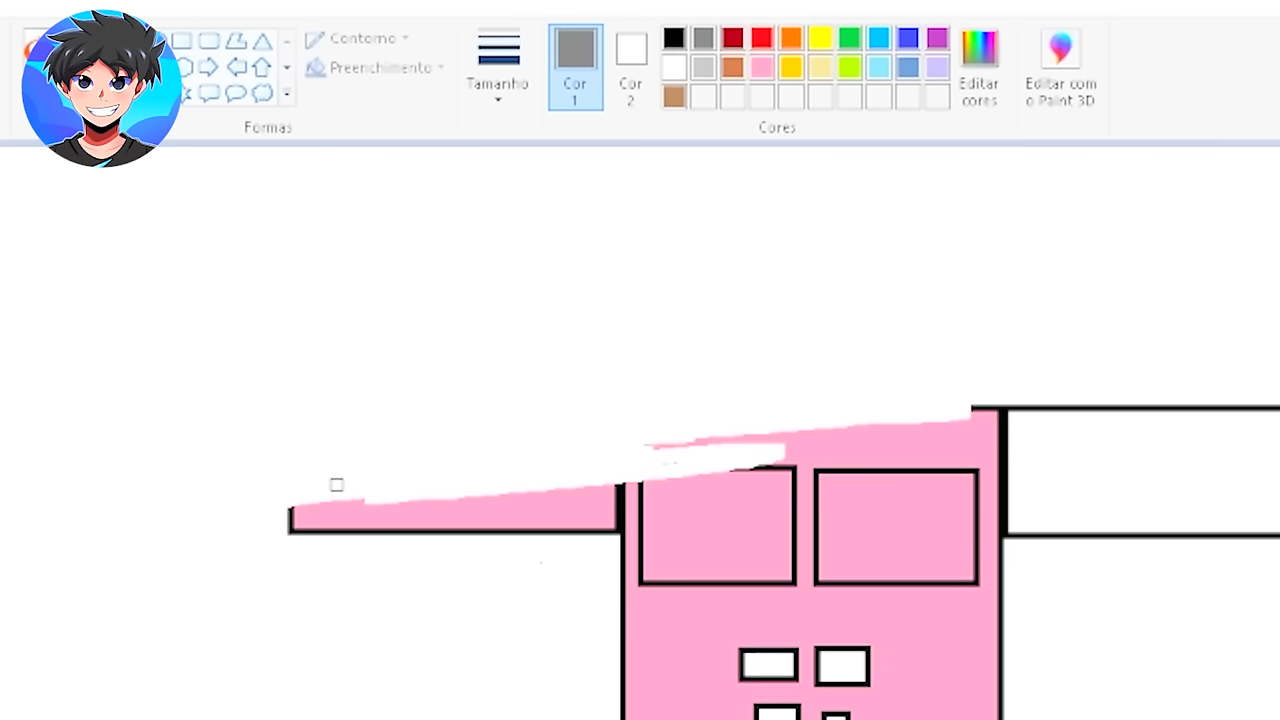 Contorno
Preenchimento
Formas
Tamanho
Cor
1
Cor
2
Cores
Editar
cores
Editar com
o Paint 3D